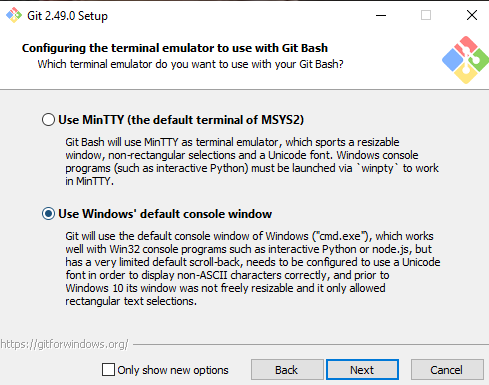 Git 2.49.0 Setup
Configuring the terminal emulator to use with Git Bash
Which terminal emulator do you want to use with your Git Bash?
Use MinTTY (the default terminal of MSYS2)
Git Bash will use MinTTY as terminal emulator, which sports a resizable
window, non-rectangular selections and a Unicode font. Windows console
programs (such as interactive Python) must be launched via `winpty` to work
in MinTTY.
Use Windows' default console window
Git will use the default console window of Windows ("cmd.exe"), which works
well with Win32 console programs such as interactive Python or node.js, but
has a very limited default scroll-back, needs to be configured to use a Unicode
font in order to display non-ASCII characters correctly, and prior to
Windows 10 its window was not freely resizable and it only allowed
rectangular text selections.
https://gitforwindows.org/
Only show new options
Back
Next
Cancel